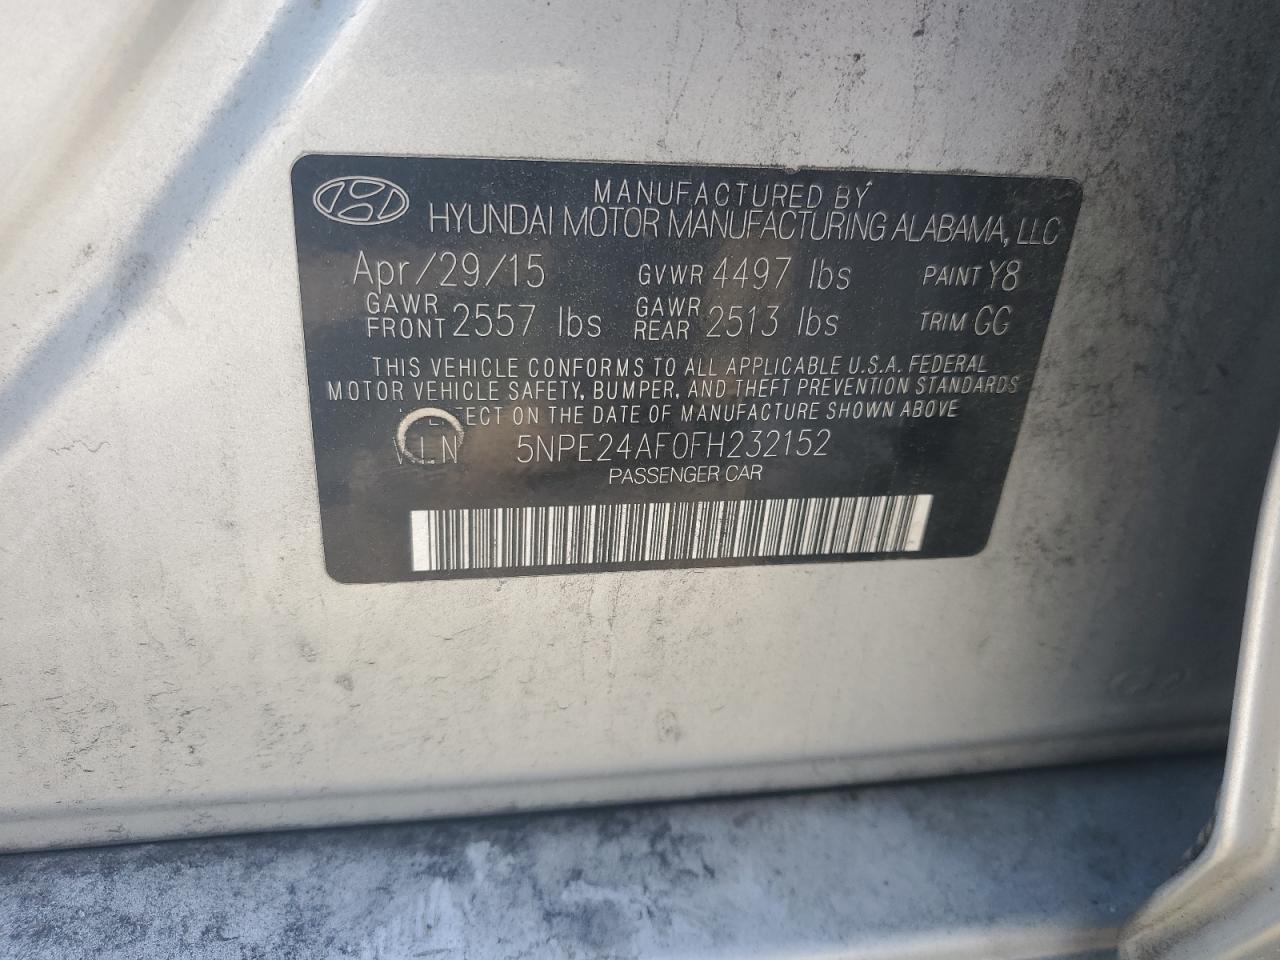 MANUFACTURED BY
HYUNDAI MOTOR MANUFACTURING ALABAMA, LLC
Apr/29/15 GVWR 4497 lbs PAINT Y8
GAWR FRONT 2557 lbs GAWR REAR 2513 lbs TRIM GG
THIS VEHICLE CONFORMS TO ALL APPLICABLE U.S.A. FEDERAL
MOTOR VEHICLE SAFETY, BUMPER, AND THEFT PREVENTION STANDARDS
ECT ON THE DATE OF MANUFACTURE SHOWN ABOVE
V.I.N 5NPE24AF0FH232152
PASSENGER CAR